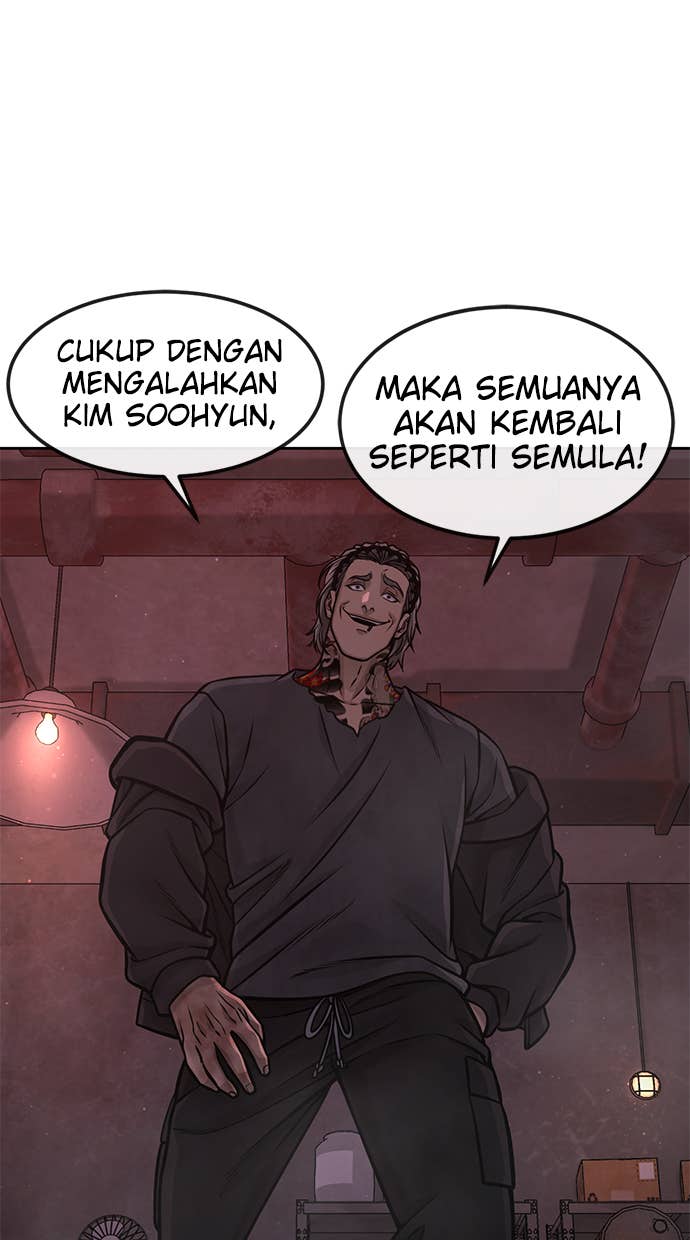 CUKUP DENGAN
MENGALAHKAN
KIM SOOHYUN,
MAKA SEMUANYA
AKAN KEMBALI
SEPERTI SEMULA!